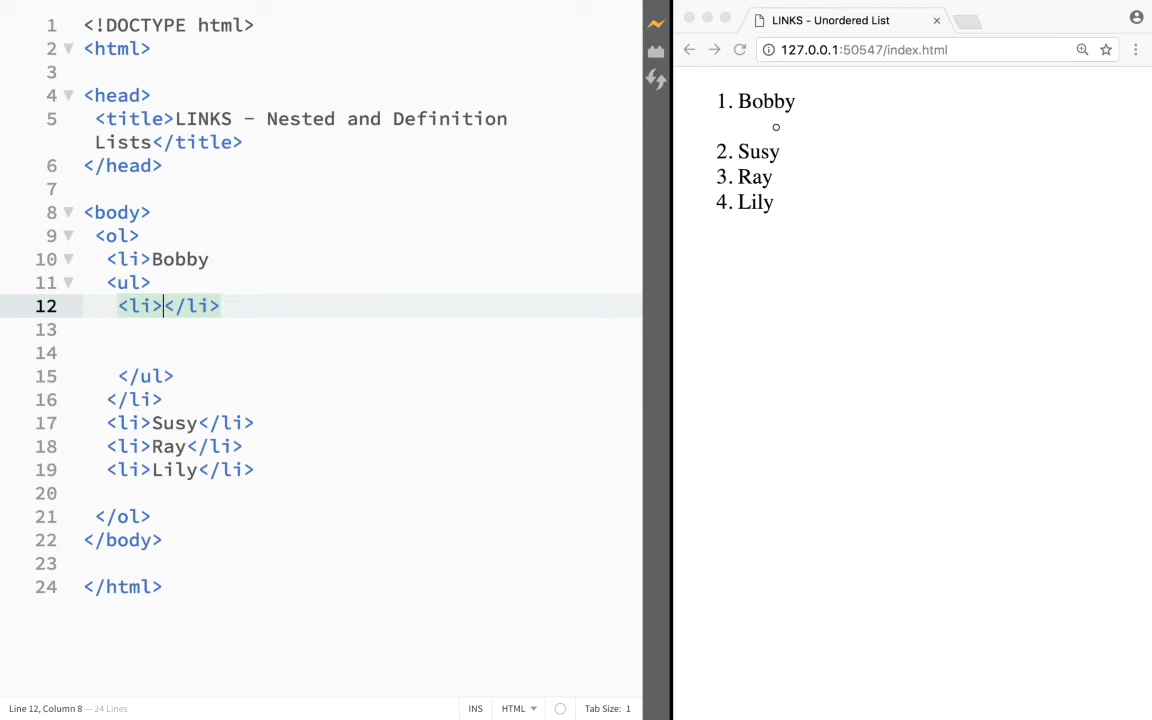 1 <!DOCTYPE html>
2 <html>
3
4 <head>
5 <title>LINKS - Nested and Definition
Lists</title>
6 </head>
7
8 <body>
9 <ol>
10 <li>Bobby
11 <ul>
12 <li></li>
13
14
15 </ul>
16 </li>
17 <li>Susy</li>
18 <li>Ray</li>
19 <li>Lily</li>
20
21 </ol>
22 </body>
23
24 </html>
Line 12, Column 8 — 24 Lines
INS HTML Tab Size: 1
LINKS - Unordered List
127.0.0.1:50547/index.html
1. Bobby
2. Susy
3. Ray
4. Lily